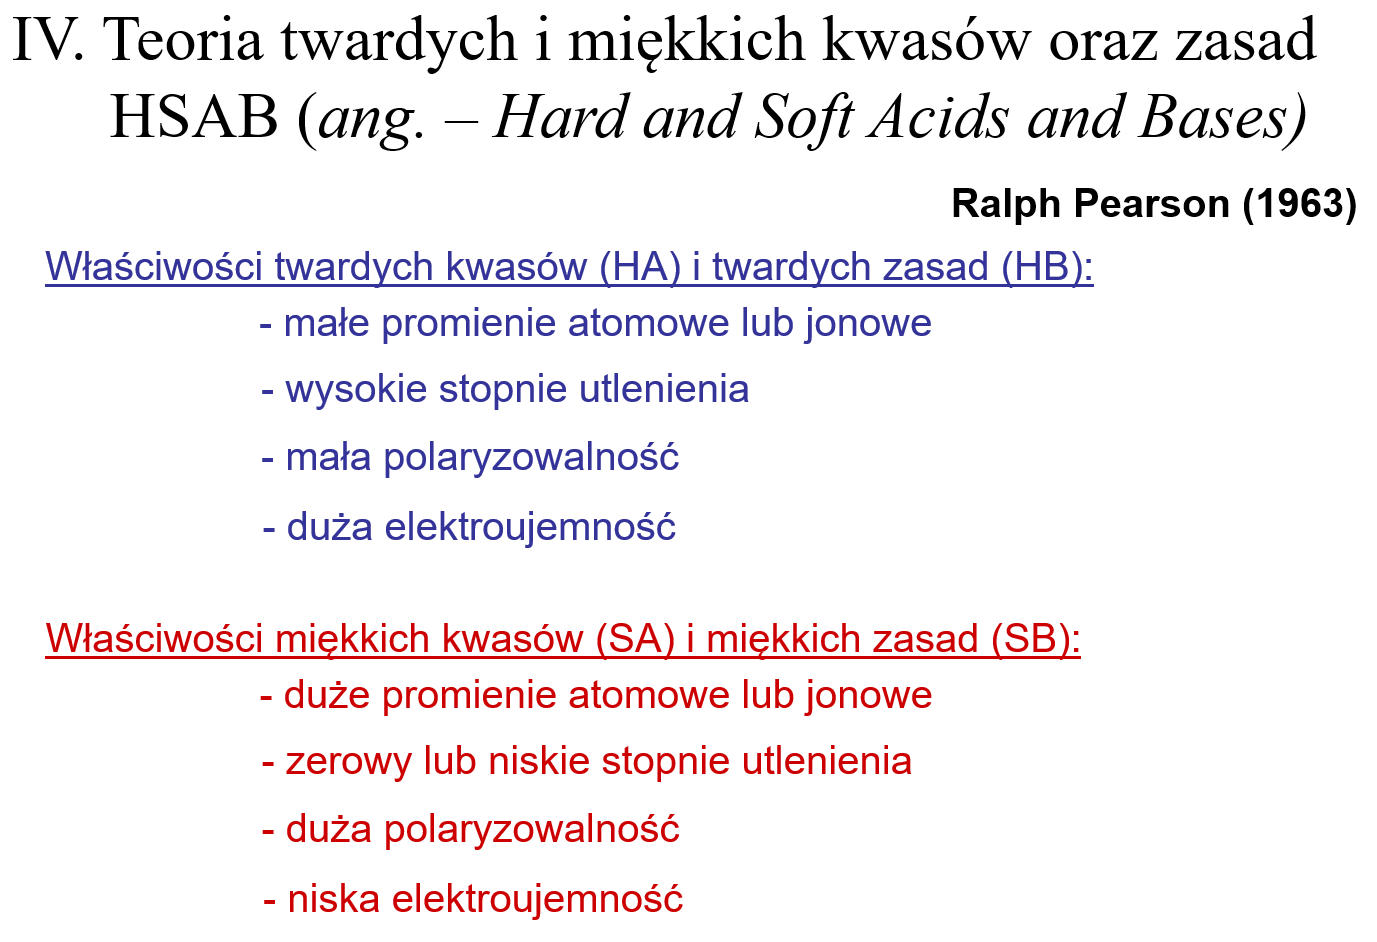 IV. Teoria twardych i miękkich kwasów oraz zasad
HSAB (ang. – Hard and Soft Acids and Bases)
Ralph Pearson (1963)
Właściwości twardych kwasów (HA) i twardych zasad (HB):
- małe promienie atomowe lub jonowe
- wysokie stopnie utlenienia
- mała polaryzowalność
- duża elektroujemność
Właściwości miękkich kwasów (SA) i miękkich zasad (SB):
- duże promienie atomowe lub jonowe
- zerowy lub niskie stopnie utlenienia
- duża polaryzowalność
- niska elektroujemność